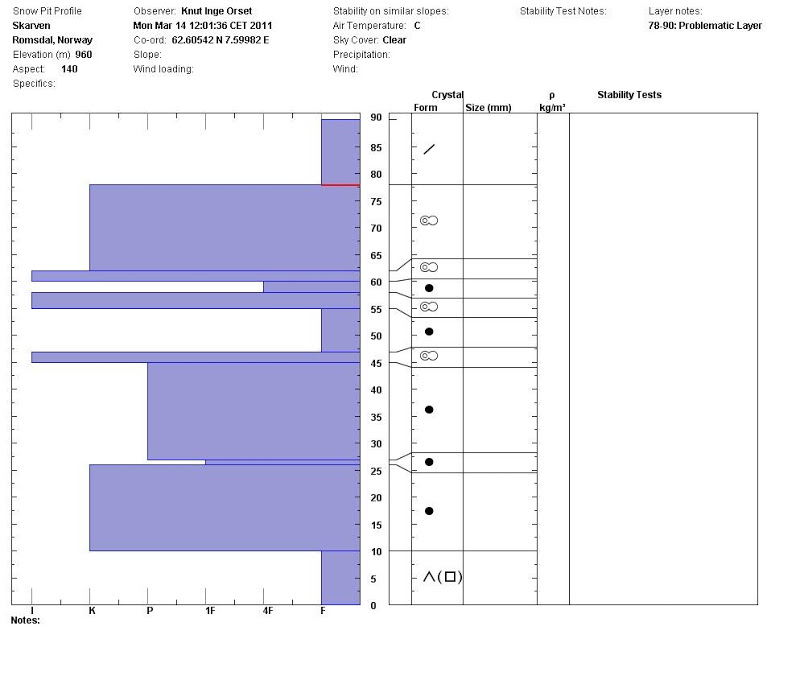 Snow Pit Profile
Skarven
Romsdal, Norway
Elevation (m) 960
Aspect: 140
Specifics:
Observer: Knut Inge Orset
Mon Mar 14 12:01:36 CET 2011
Co-ord: 62.60542 N 7.59982 E
Slope:
Wind loading:
Stability on similar slopes:
Air Temperature: C
Sky Cover: Clear
Precipitation:
Wind:
Stability Test Notes:
Layer notes:
78-90: Problematic Layer
Crystal
Form Size (mm)
ρ
kg/m³
Stability Tests
90
85
80
75
70
65
60
55
50
45
40
35
30
25
20
15
10
5
0
I K P 1F 4F F
Notes: